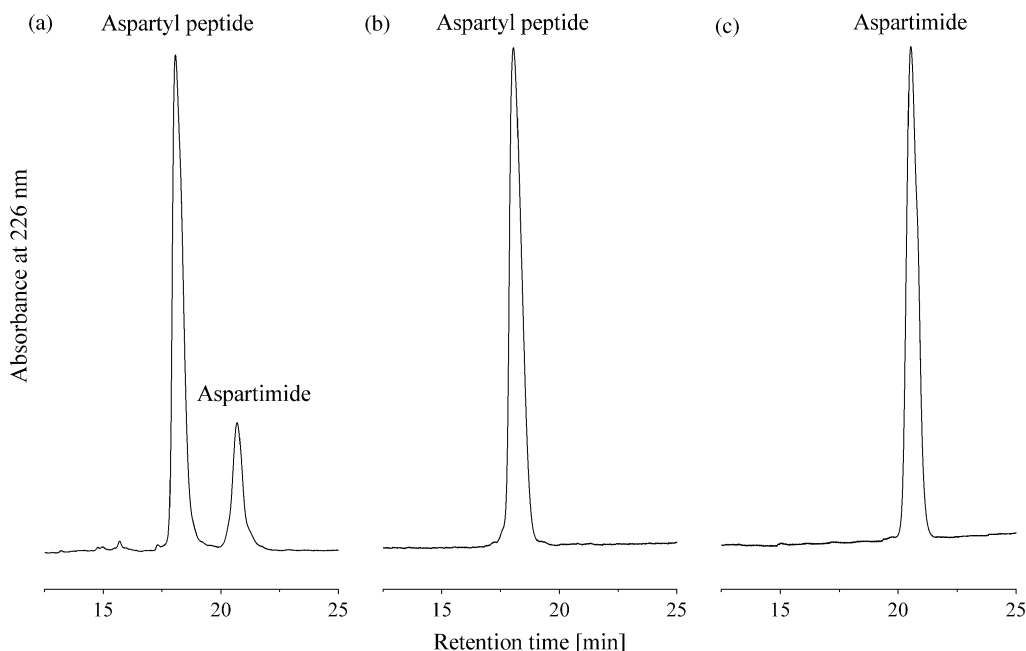 (a)
Aspartyl peptide
(b)
Aspartyl peptide
(c)
Aspartimide
Absorbance at 226 nm
Aspartimide
15 20 25
15 20 25
15 20 25
Retention time [min]